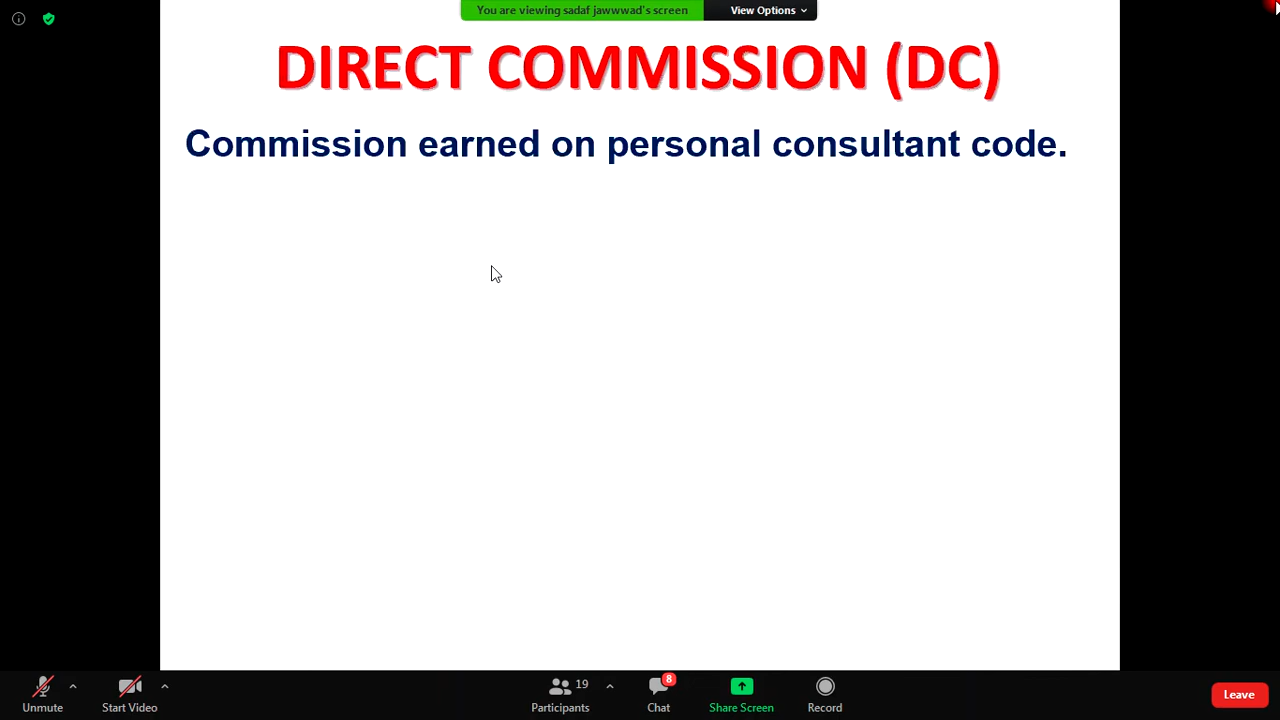 You are viewing sadaf jawwwad's screen
View Options
DIRECT COMMISSION (DC)
Commission earned on personal consultant code.
Unmute
Start Video
19
Participants
8
Chat
Share Screen
Record
Leave